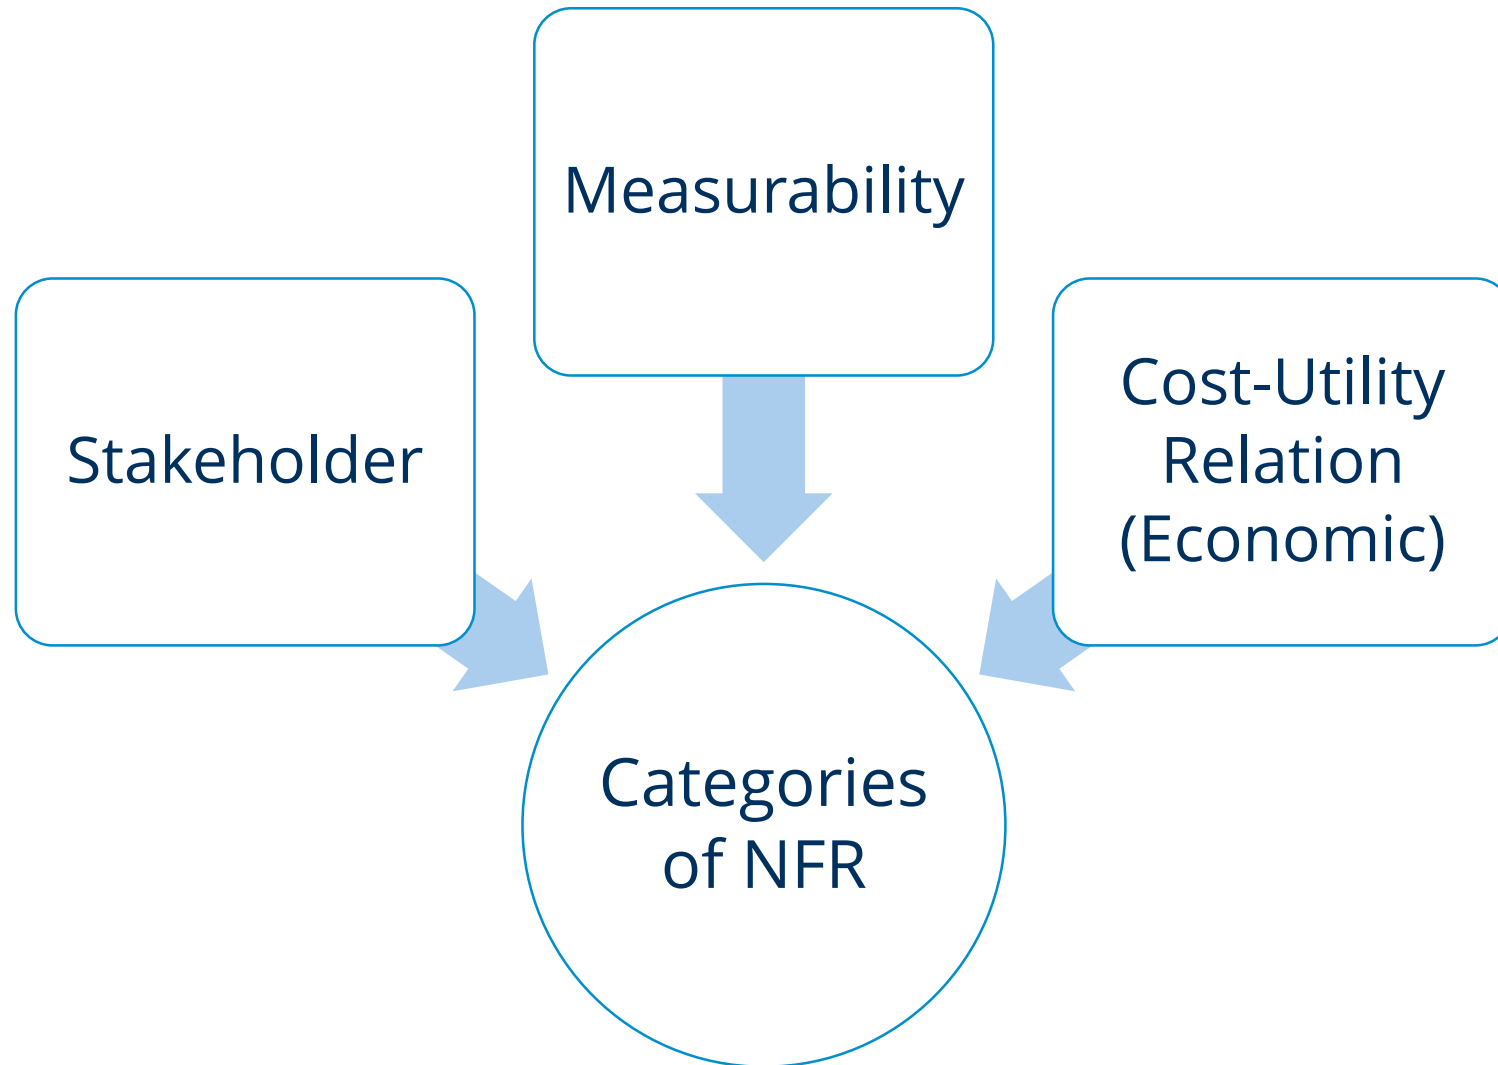 Measurability
Stakeholder
Cost-Utility
Relation
(Economic)
Categories
of NFR